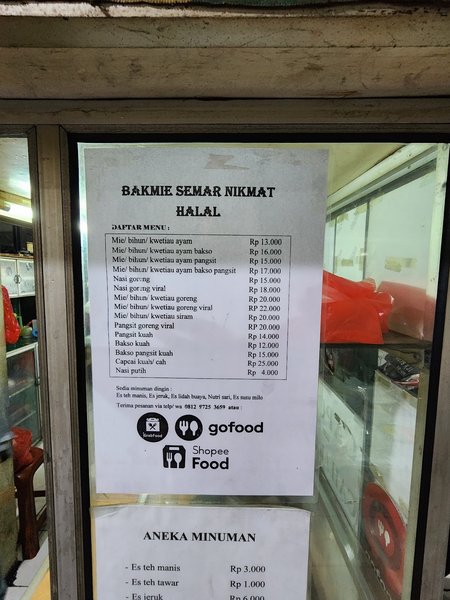 BAKMIE SEMAR NIKMAT
HALAL
DAFTAR MENU :
Mie/ bihun/ kwetiau ayam Rp 13.000
Mie/ bihun/ kwetiau ayam bakso Rp 16.000
Mie/ bihun/ kwetiau ayam pangsit Rp 15.000
Mie/ bihun/ kwetiau ayam bakso pangsit Rp 17.000
Nasi goreng Rp 15.000
Nasi goreng viral Rp 18.000
Mie/ bihun/ kwetiau goreng Rp 20.000
Mie/ bihun/ kwetiau goreng viral RP 22.000
Mie/ bihun/ kwetiau siram Rp 20.000
Pangsit goreng viral RP 20.000
Pangsit kuah Rp 14.000
Bakso kuah Rp 12.000
Bakso pangsit kuah Rp 15.000
Capcai kuah/ cah Rp 25.000
Nasi putih Rp 4.000
Sedia minuman dingin :
Es teh manis, Es jeruk, Es lidah buaya, Nutri sari, Es susu milo
Terima pesanan via telp/ wa 0812 9725 3659 atau :
GrabFood
gofood
Shopee
Food
ANEKA MINUMAN
- Es teh manis Rp 3.000
- Es teh tawar Rp 1.000
- Es jeruk Rp 6.000